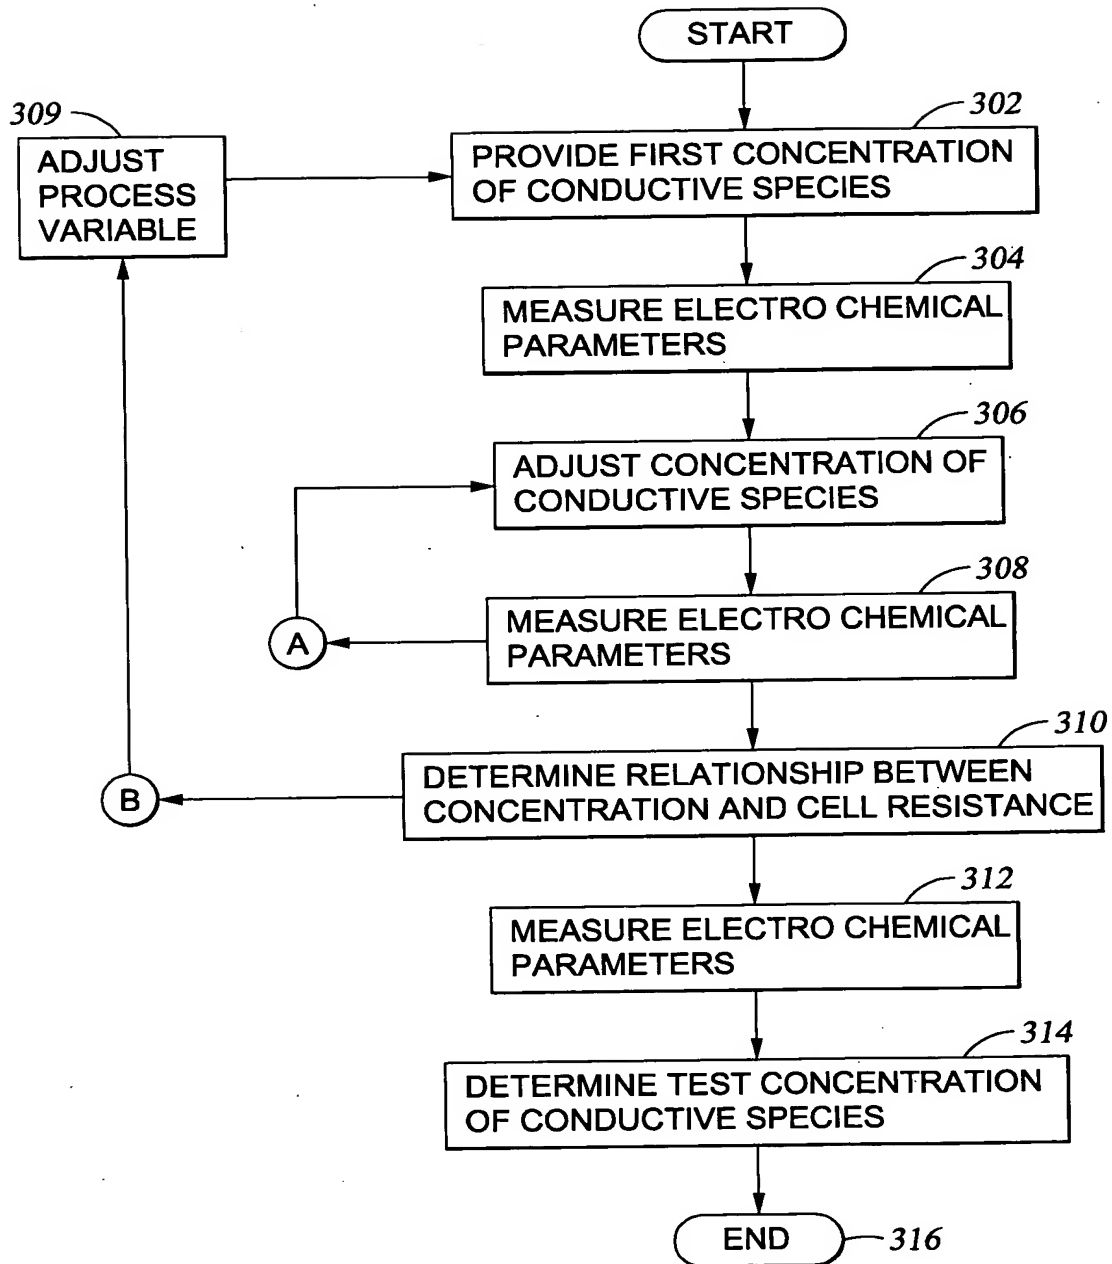 START
309
302
ADJUST
PROCESS
VARIABLE
PROVIDE FIRST CONCENTRATION
OF CONDUCTIVE SPECIES
304
MEASURE ELECTRO CHEMICAL
PARAMETERS
306
ADJUST CONCENTRATION OF
CONDUCTIVE SPECIES
308
A
MEASURE ELECTRO CHEMICAL
PARAMETERS
310
B
DETERMINE RELATIONSHIP BETWEEN
CONCENTRATION AND CELL RESISTANCE
312
MEASURE ELECTRO CHEMICAL
PARAMETERS
314
DETERMINE TEST CONCENTRATION
OF CONDUCTIVE SPECIES
END
316